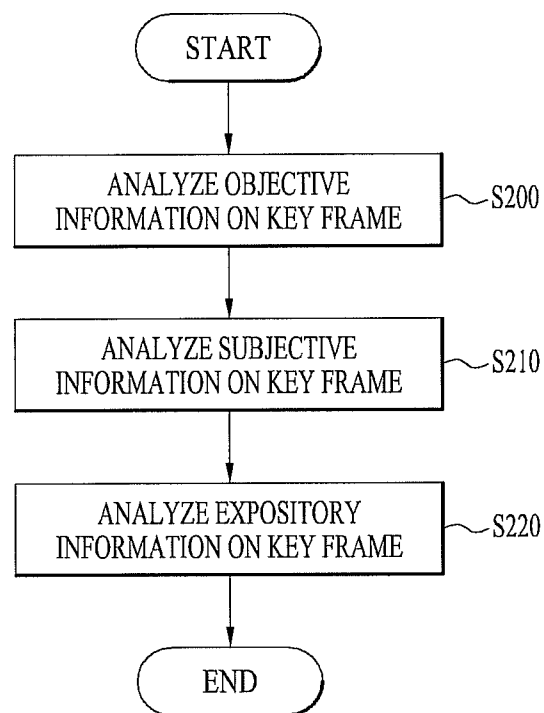 START
ANALYZE OBJECTIVE
INFORMATION ON KEY FRAME
S200
ANALYZE SUBJECTIVE
INFORMATION ON KEY FRAME
S210
ANALYZE EXPOSITORY
INFORMATION ON KEY FRAME
S220
END